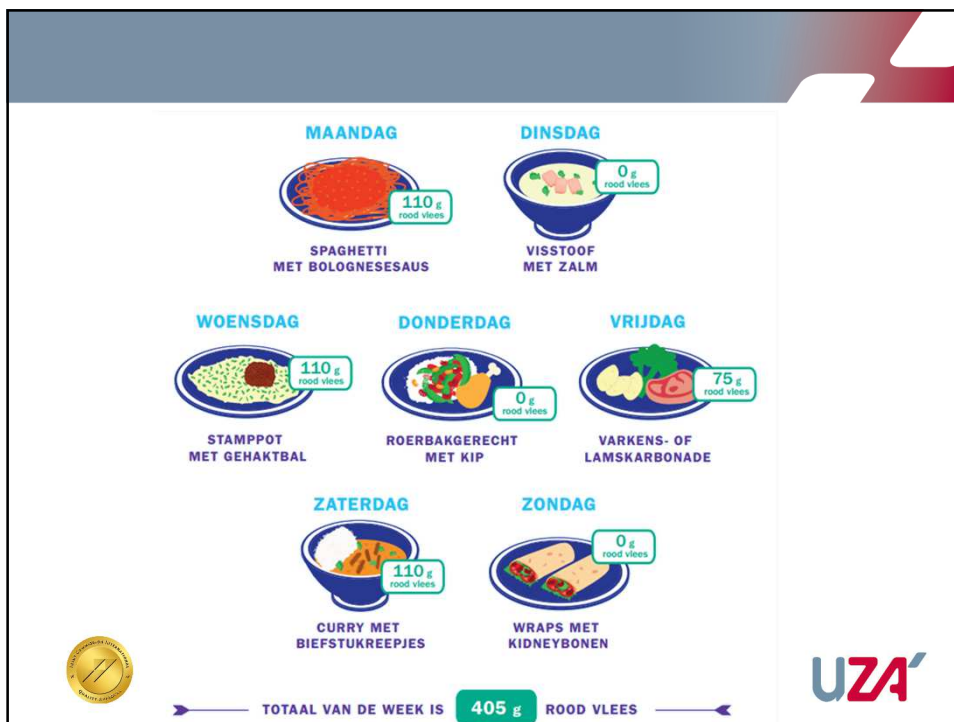 MAANDAG
110 g
rood vlees
SPAGHETTI
MET BOLOGNESESAUS
DINSDAG
0 g
rood vlees
VISSTOOF
MET ZALM
WOENSDAG
110 g
rood vlees
STAMPPOT
MET GEHAKTBAL
DONDERDAG
0 g
rood vlees
ROERBAKGERECHT
MET KIP
VRIJDAG
75 g
rood vlees
VARKENS- OF
LAMSKARBONADE
ZATERDAG
110 g
rood vlees
CURRY MET
BIEFSTUKREEPJES
ZONDAG
0 g
rood vlees
WRAPS MET
KIDNEYBONEN
TOTAAL VAN DE WEEK IS 405 g ROOD VLEES
UZA